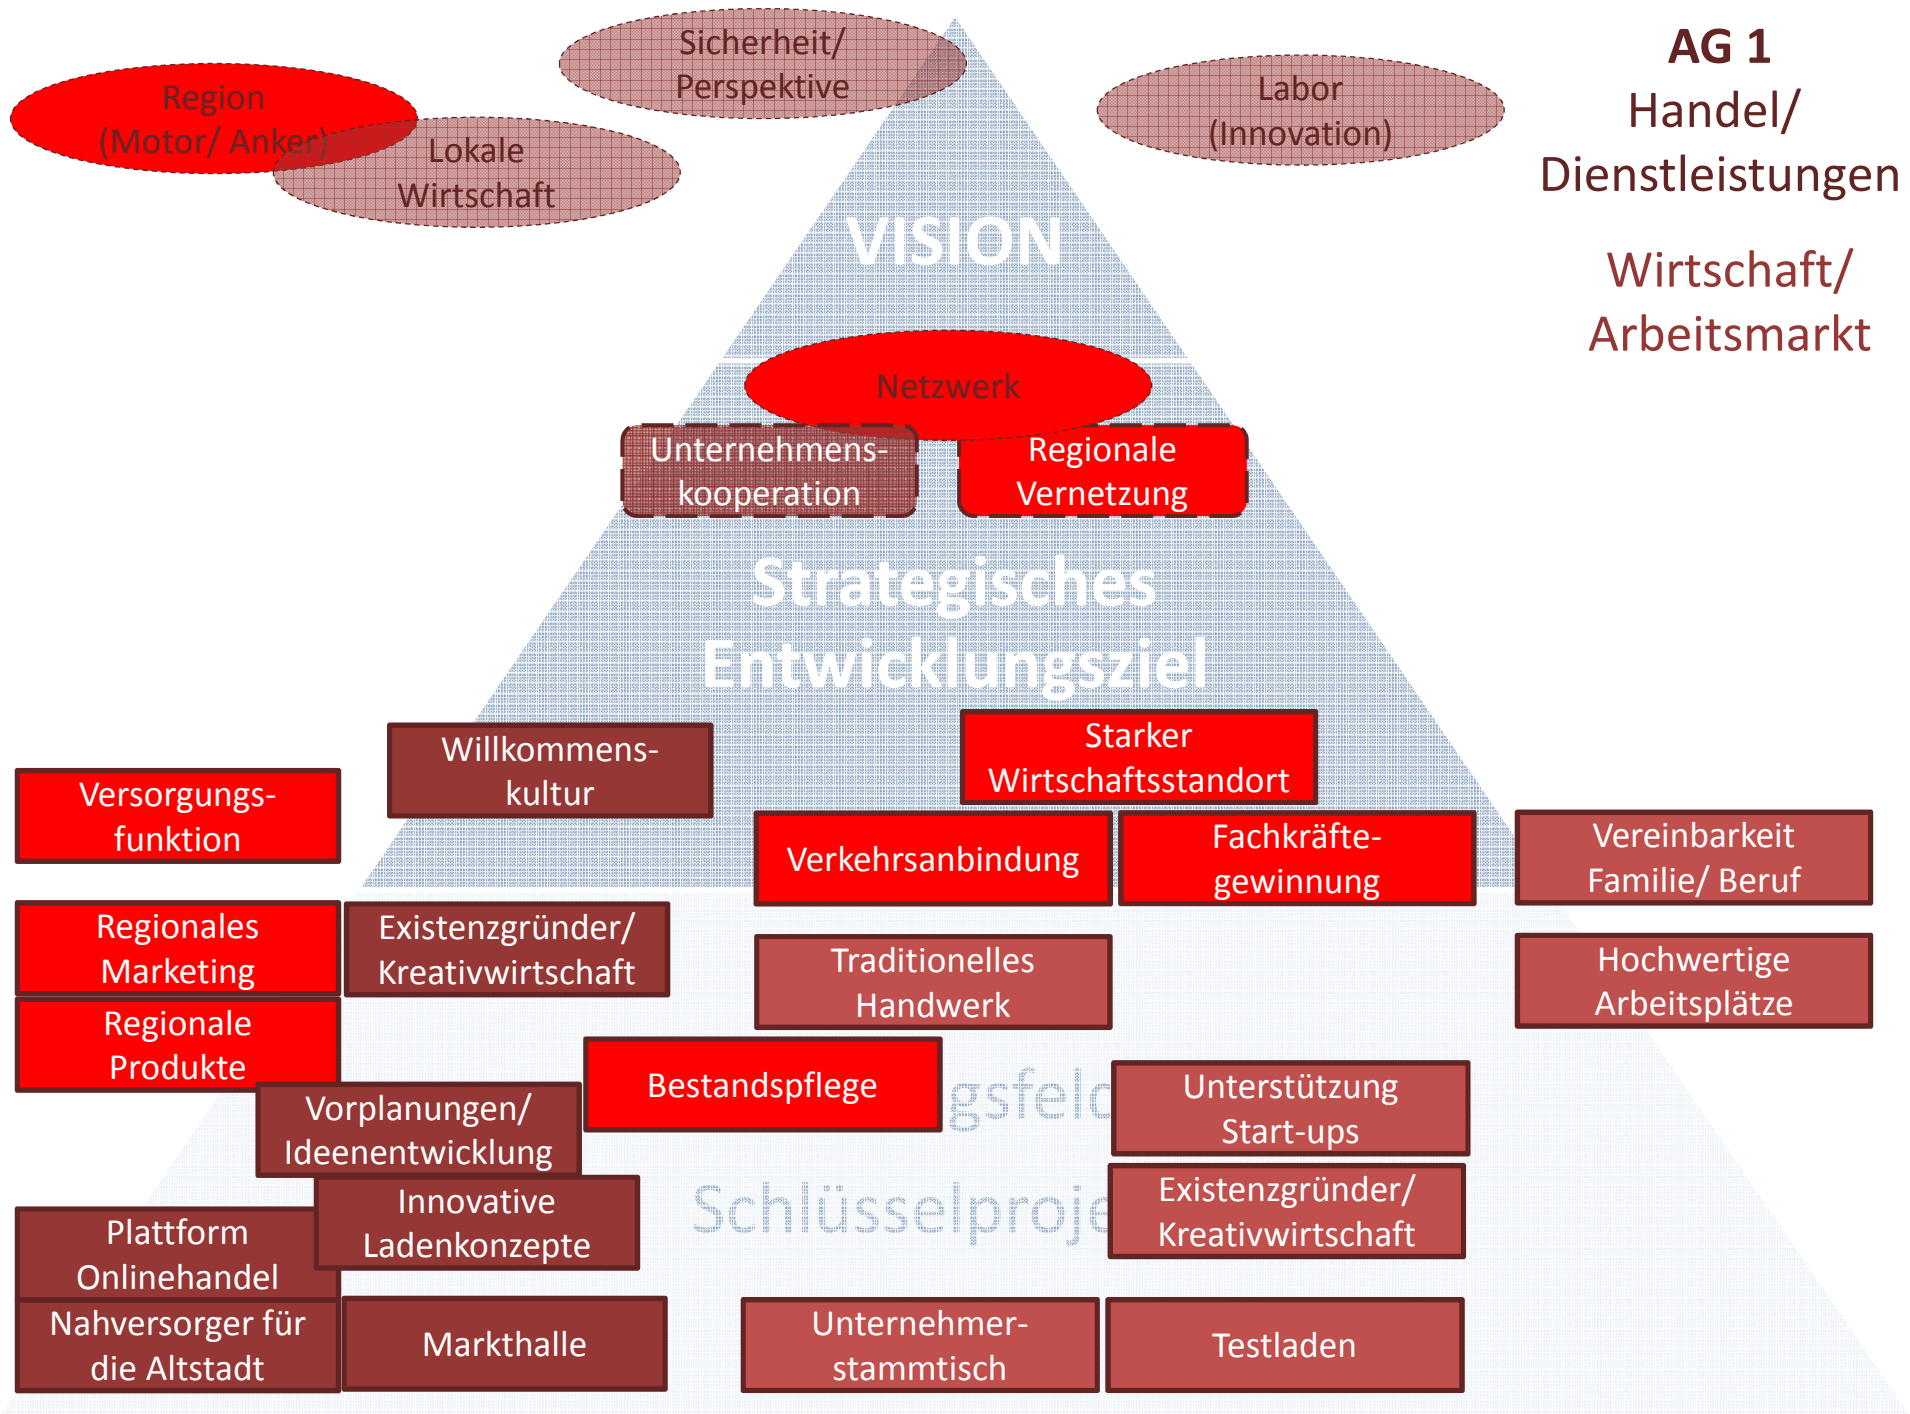 Sicherheit/
Perspektive
Region
(Motor/ Anker)
Lokale
Wirtschaft
Labor
(Innovation)
AG 1
Handel/
Dienstleistungen
Wirtschaft/
Arbeitsmarkt
VISION
Netzwerk
Unternehmens-
kooperation
Regionale
Vernetzung
Strategisches
Entwicklungsziel
Willkommens-
kultur
Starker
Wirtschaftsstandort
Versorgungs-
funktion
Verkehrsanbindung
Fachkräfte-
gewinnung
Vereinbarkeit
Familie/ Beruf
Regionales
Marketing
Existenzgründer/
Kreativwirtschaft
Traditionelles
Handwerk
Hochwertige
Arbeitsplätze
Regionale
Produkte
Bestandspflege
Unterstützung
Start-ups
Vorplanungen/
Ideenentwicklung
Innovative
Ladenkonzepte
Existenzgründer/
Kreativwirtschaft
Plattform
Onlinehandel
Nahversorger für
die Altstadt
Markthalle
Unternehmer-
stammtisch
Testladen